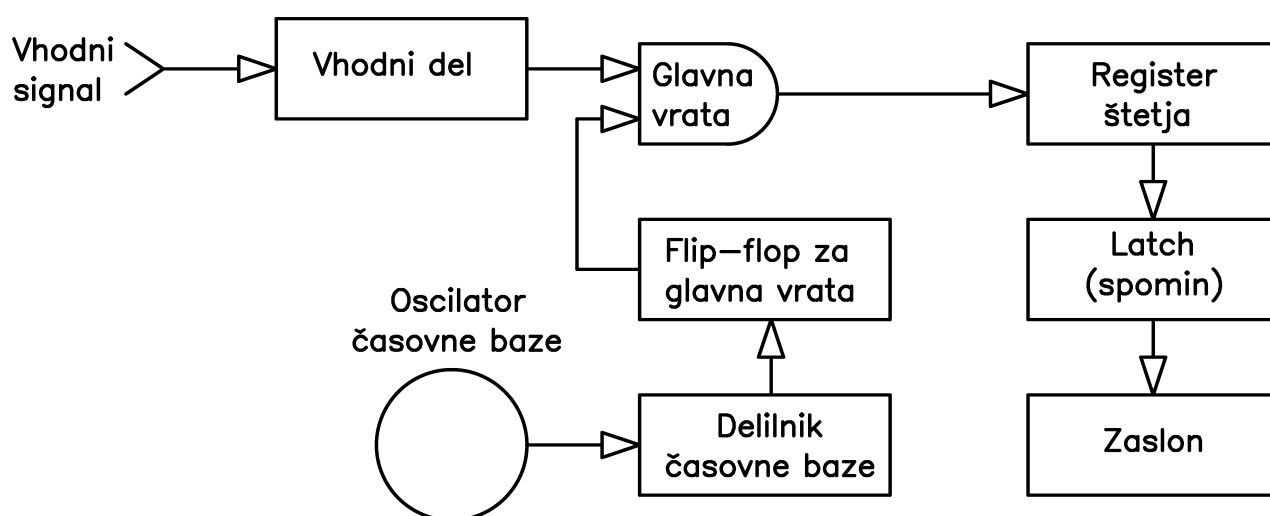 Vhodni
signal
Vhodni del
Glavna
vrata
Register
štetja
Flip-flop za
glavna vrata
Latch
(spomin)
Oscilator
časovne baze
Delilnik
časovne baze
Zaslon